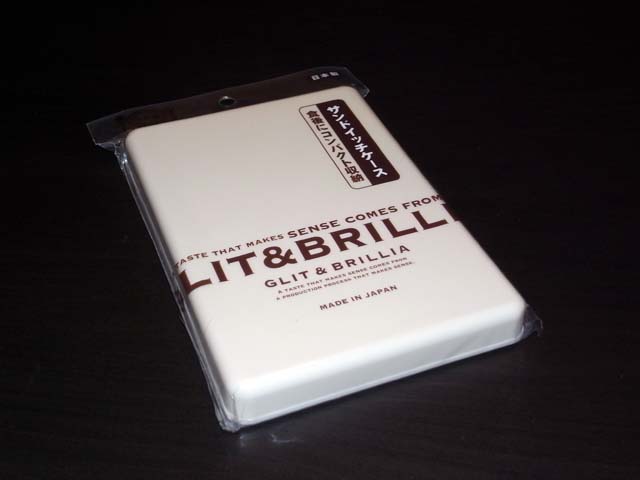 日本製
サンドイッチケース
食後にコンパクト収納
TASTE THAT MAKES SENSE COMES FROM
LIT&BRILLI
GLIT & BRILLIA
A TASTE THAT MAKES SENSE COMES FROM
A PRODUCTION PROCESS THAT MAKES SENSE.
MADE IN JAPAN